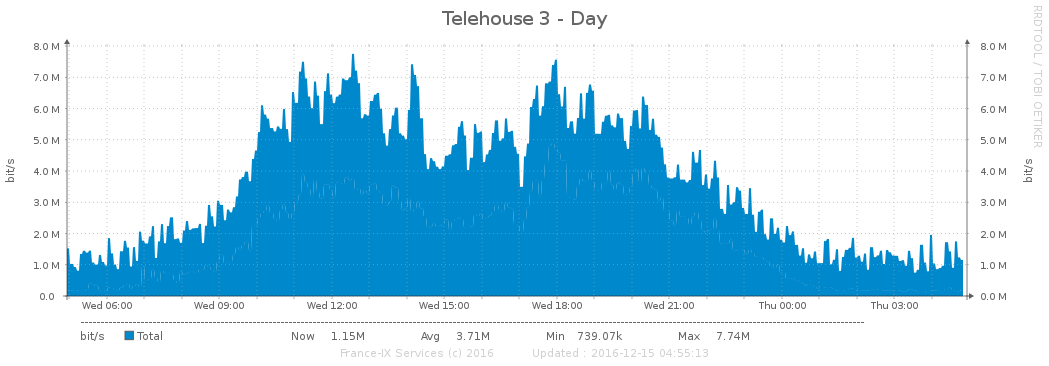 Telehouse 3 - Day
RRDTOOL / TOBI OETIKER
8.0 M 8.0 M
7.0 M 7.0 M
6.0 M 6.0 M
5.0 M 5.0 M
4.0 M 4.0 M
bit/s bit/s
3.0 M 3.0 M
2.0 M 2.0 M
1.0 M 1.0 M
0.0 0.0 M
Wed 06:00 Wed 09:00 Wed 12:00 Wed 15:00 Wed 18:00 Wed 21:00 Thu 00:00 Thu 03:00
bit/s Total Now 1.15M Avg 3.71M Min 739.07k Max 7.74M
France-IX Services (c) 2016 Updated : 2016-12-15 04:55:13